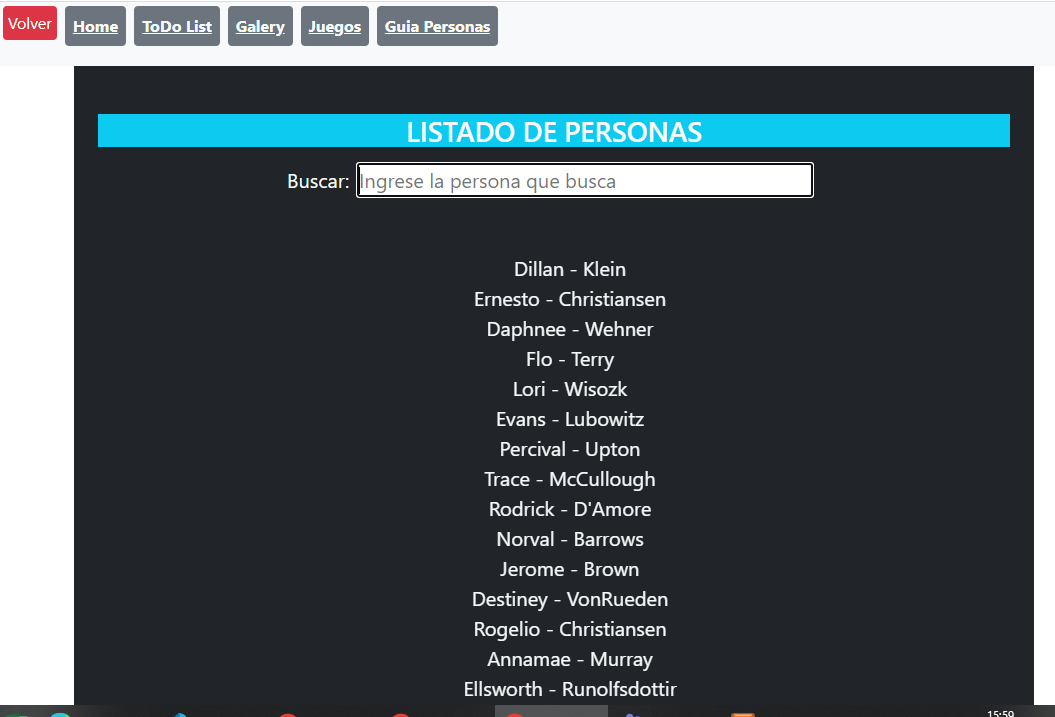 Volver Home ToDo List Galery Juegos Guia Personas
LISTADO DE PERSONAS
Buscar: Ingrese la persona que busca
Dillan - Klein
Ernesto - Christiansen
Daphnee - Wehner
Flo - Terry
Lori - Wisozk
Evans - Lubowitz
Percival - Upton
Trace - McCullough
Rodrick - D'Amore
Norval - Barrows
Jerome - Brown
Destiney - VonRueden
Rogelio - Christiansen
Annamae - Murray
Ellsworth - Runolfsdottir
15:59